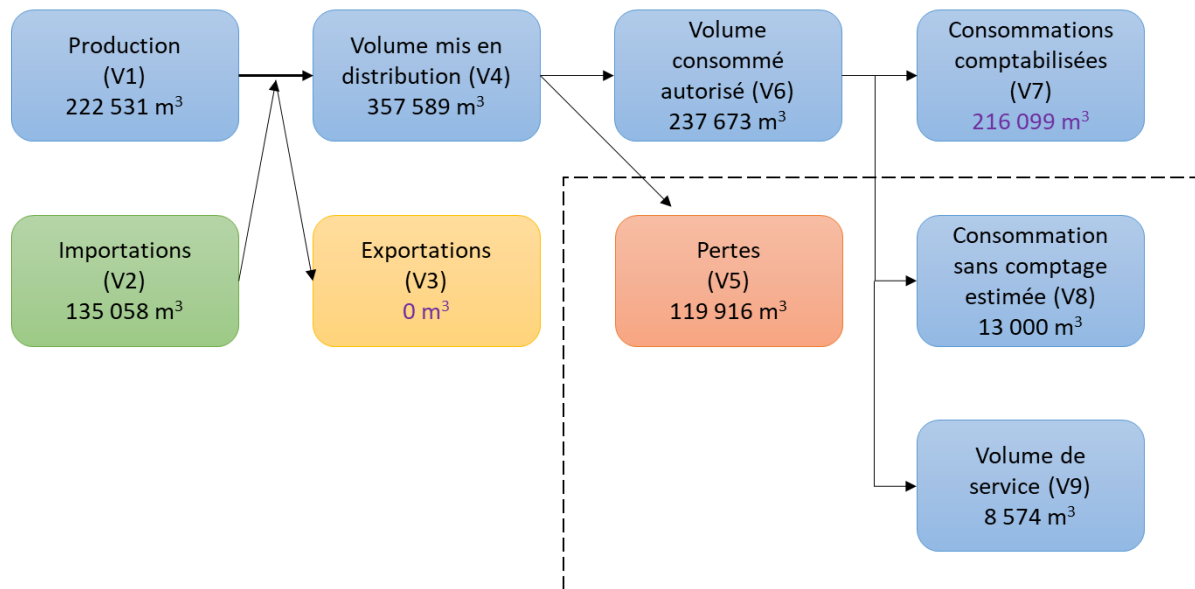 Production
(V1)
222 531 m³
Volume mis en
distribution (V4)
357 589 m³
Volume
consommé
autorisé (V6)
237 673 m³
Consommations
comptabilisées
(V7)
216 099 m³
Importations
(V2)
135 058 m³
Exportations
(V3)
0 m³
Pertes
(V5)
119 916 m³
Consommation
sans comptage
estimée (V8)
13 000 m³
Volume de
service (V9)
8 574 m³